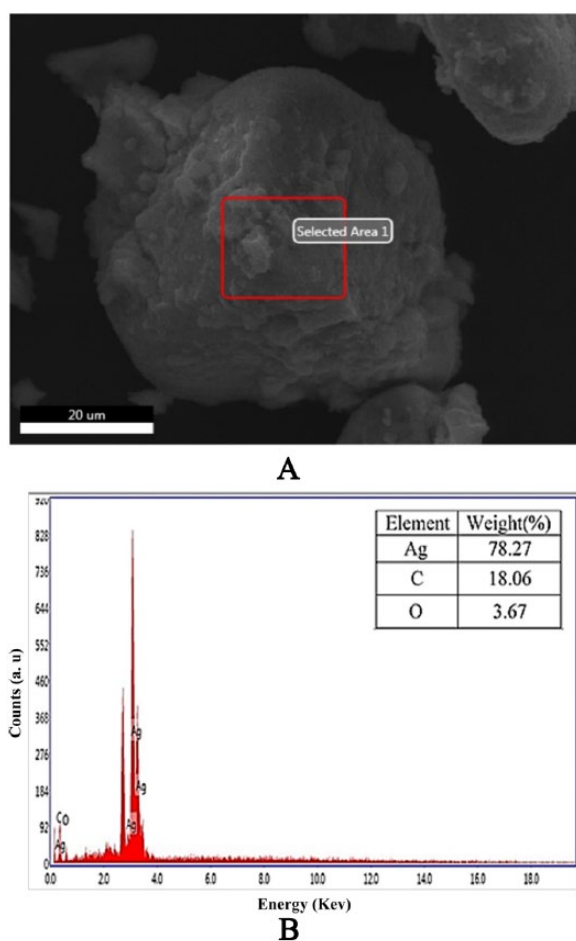 Selected Area 1
20 um
A
920
828
736
644
552
460
368
276
184
92
0
Counts (a. u)
Element Weight(%)
Ag 78.27
C 18.06
O 3.67
Ag
Ag
Ag
C O
Ag
0.0 2.0 4.0 6.0 8.0 10.0 12.0 14.0 16.0 18.0
Energy (Kev)
B